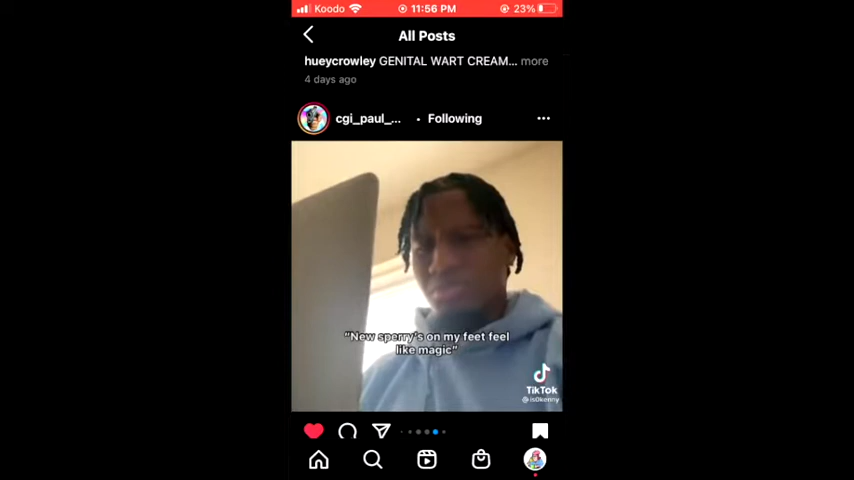 Koodo 11:56 PM 23%
All Posts
hueycrowley GENITAL WART CREAM... more
4 days ago
cgi_paul_... • Following
"New sperry's on my feet feel
like magic"
TikTok
@is0kenny